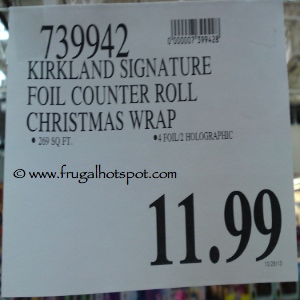 739942
0000007399428
KIRKLAND SIGNATURE
FOIL COUNTER ROLL
CHRISTMAS WRAP
• 269 SQ FT. •4 FOIL/2 HOLOGRAPHIC
www.frugalhotspot.com
11.99